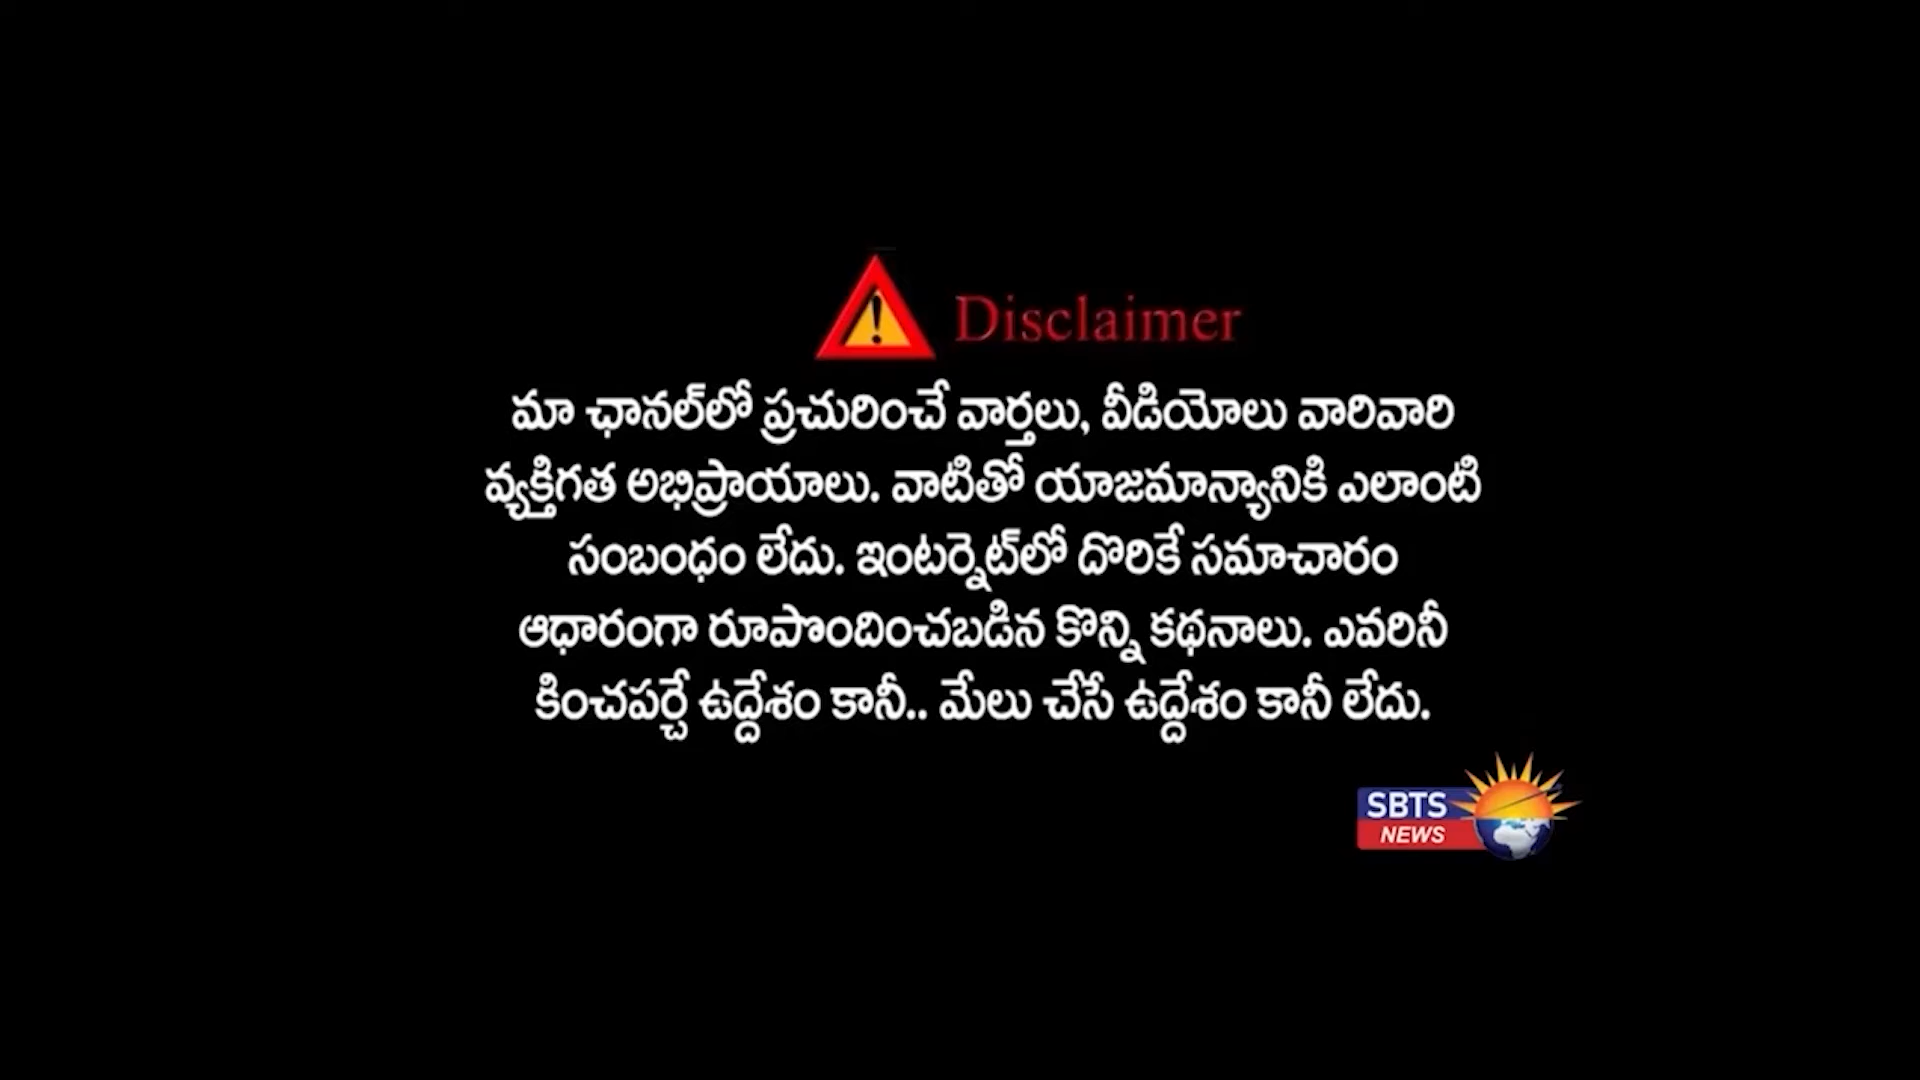 Disclaimer
మా ఛానల్‌లో ప్రచురించే వార్తలు, వీడియోలు వారివారి
వ్యక్తిగత అభిప్రాయాలు. వాటితో యాజమాన్యానికి ఎలాంటి
సంబంధం లేదు. ఇంటర్నెట్‌లో దొరికే సమాచారం
ఆధారంగా రూపొందించబడిన కొన్ని కథనాలు. ఎవరినీ
కించపర్చే ఉద్దేశం కానీ.. మేలు చేసే ఉద్దేశం కానీ లేదు.
SBTS
NEWS